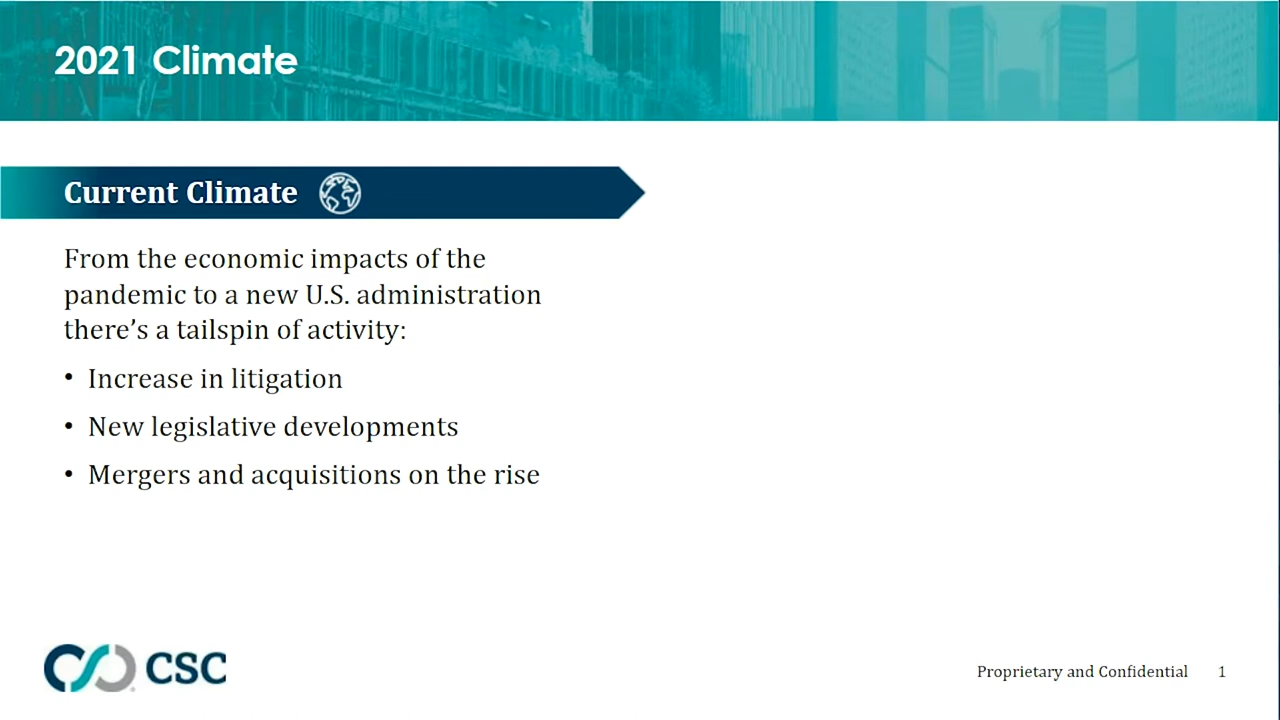 2021 Climate
Current Climate
From the economic impacts of the
pandemic to a new U.S. administration
there’s a tailspin of activity:
• Increase in litigation
• New legislative developments
• Mergers and acquisitions on the rise
CSC
Proprietary and Confidential 1